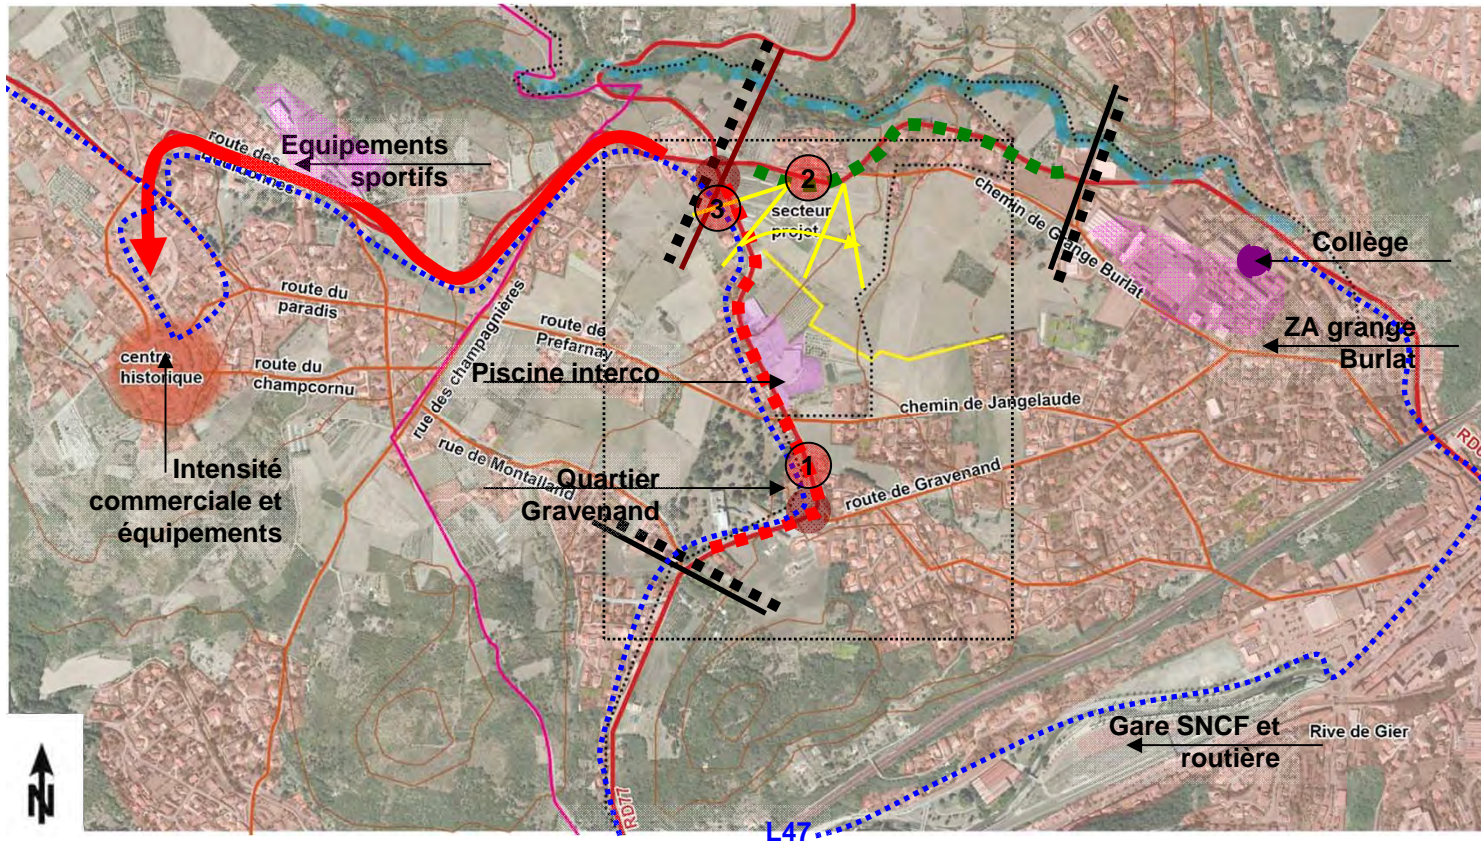 route des
Equipements
sportifs
3
2
secteur
projet
chemin de Grange Burlat
Collège
ZA grange
Burlat
route du
paradis
route de
Prefarnay
rue des champagnières
centre
historique
route du
champcornu
Piscine interco
chemin de Jangelaude
rue de Montalland
Intensité
commerciale et
équipements
Quartier
Gravenand
1
route de Gravenand
Gare SNCF et
routière
Rive de Gier
RD77
L47
N